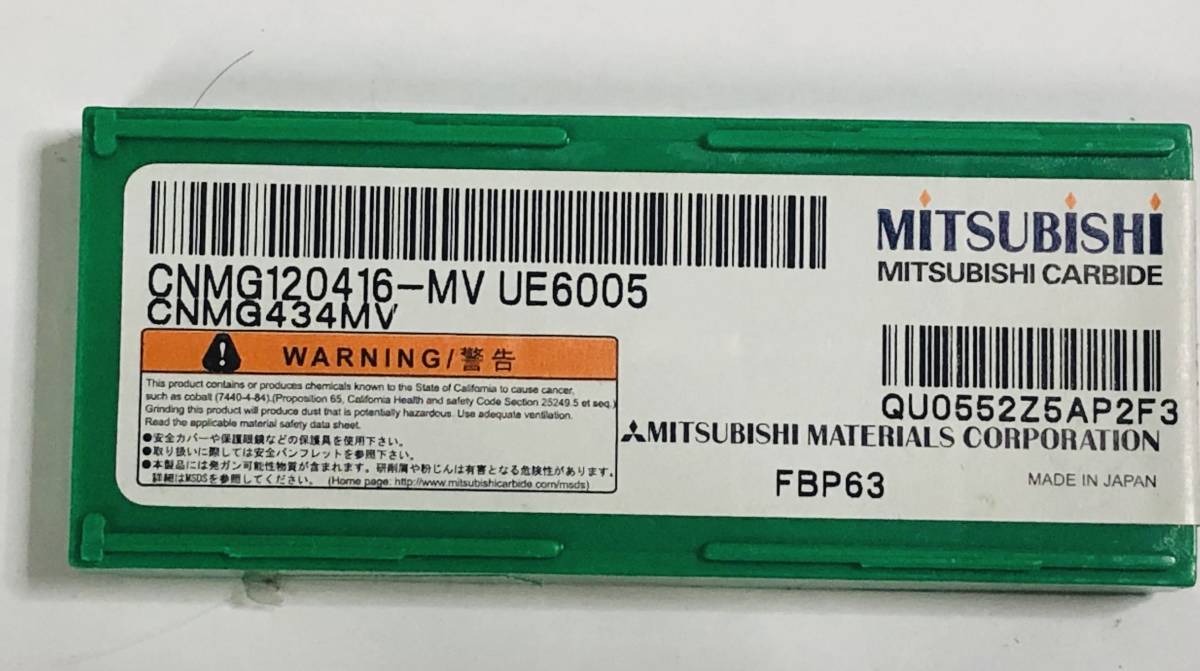 CNMG120416-MV UE6005
CNMG434MV
WARNING/警告
This product contains or produces chemicals known to the State of California to cause cancer,
such as cobalt (7440-4-84).(Proposition 65, California Health and safety Code Section 25249.5 et seq.)
Grinding this product will produce dust that is potentially hazardous. Use adequate ventilation.
Read the applicable material safety data sheet.
●安全カバーや保護眼鏡などの保護具を使用下さい。
●取り扱いに際しては安全パンフレットを参照下さい。
●本製品には発ガン可能性物質が含まれます。研削屑や粉じんは有害となる危険性があります。
詳細はMSDSを参照してください。 (Home page: http://www.mitsubishicarbide.com/msds)
MITSUBISHI
MITSUBISHI CARBIDE
QU0552Z5AP2F3
MITSUBISHI MATERIALS CORPORATION
FBP63
MADE IN JAPAN